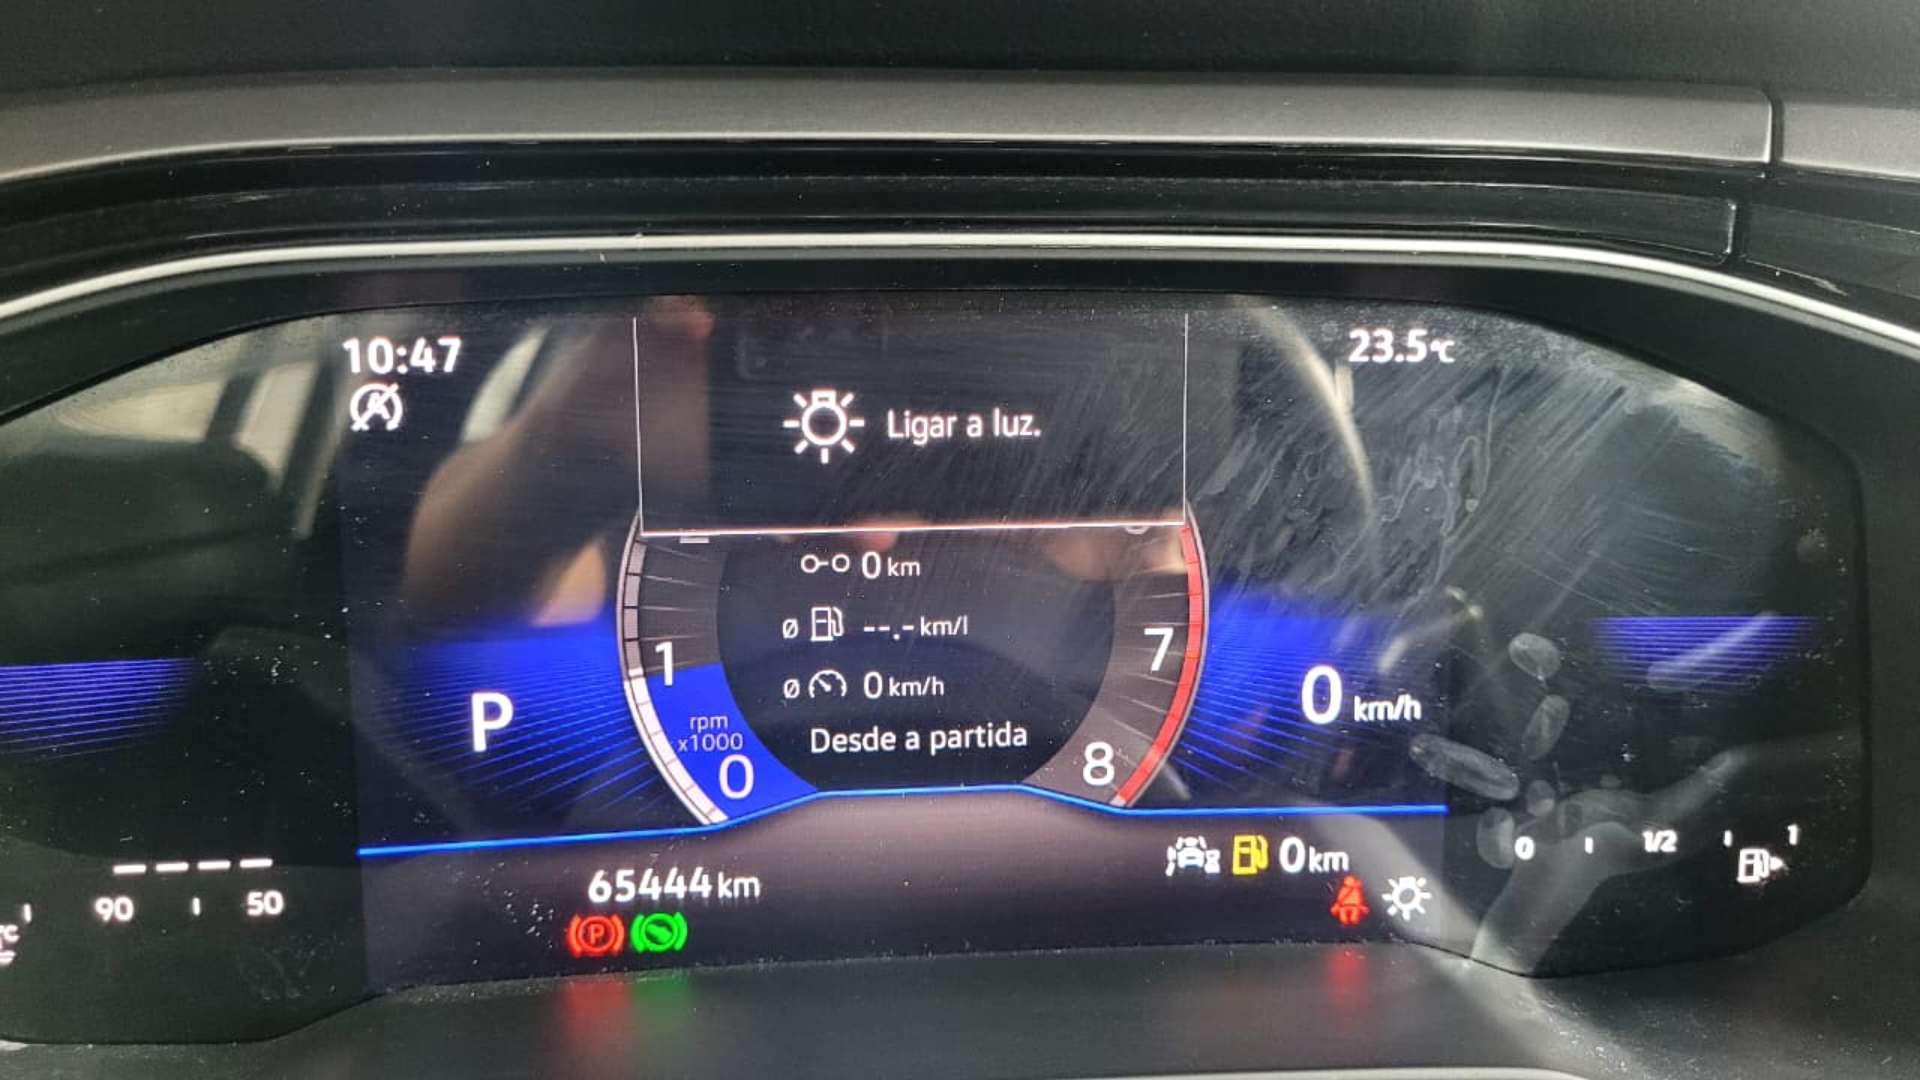 10:47
23.5°C
Ligar a luz.
0 km
Ø --.- km/l
Ø 0 km/h
Desde a partida
1
7
rpm
x1000
0
8
P
0 km/h
90 50
65444 km
0 km
0 1/2 1
P